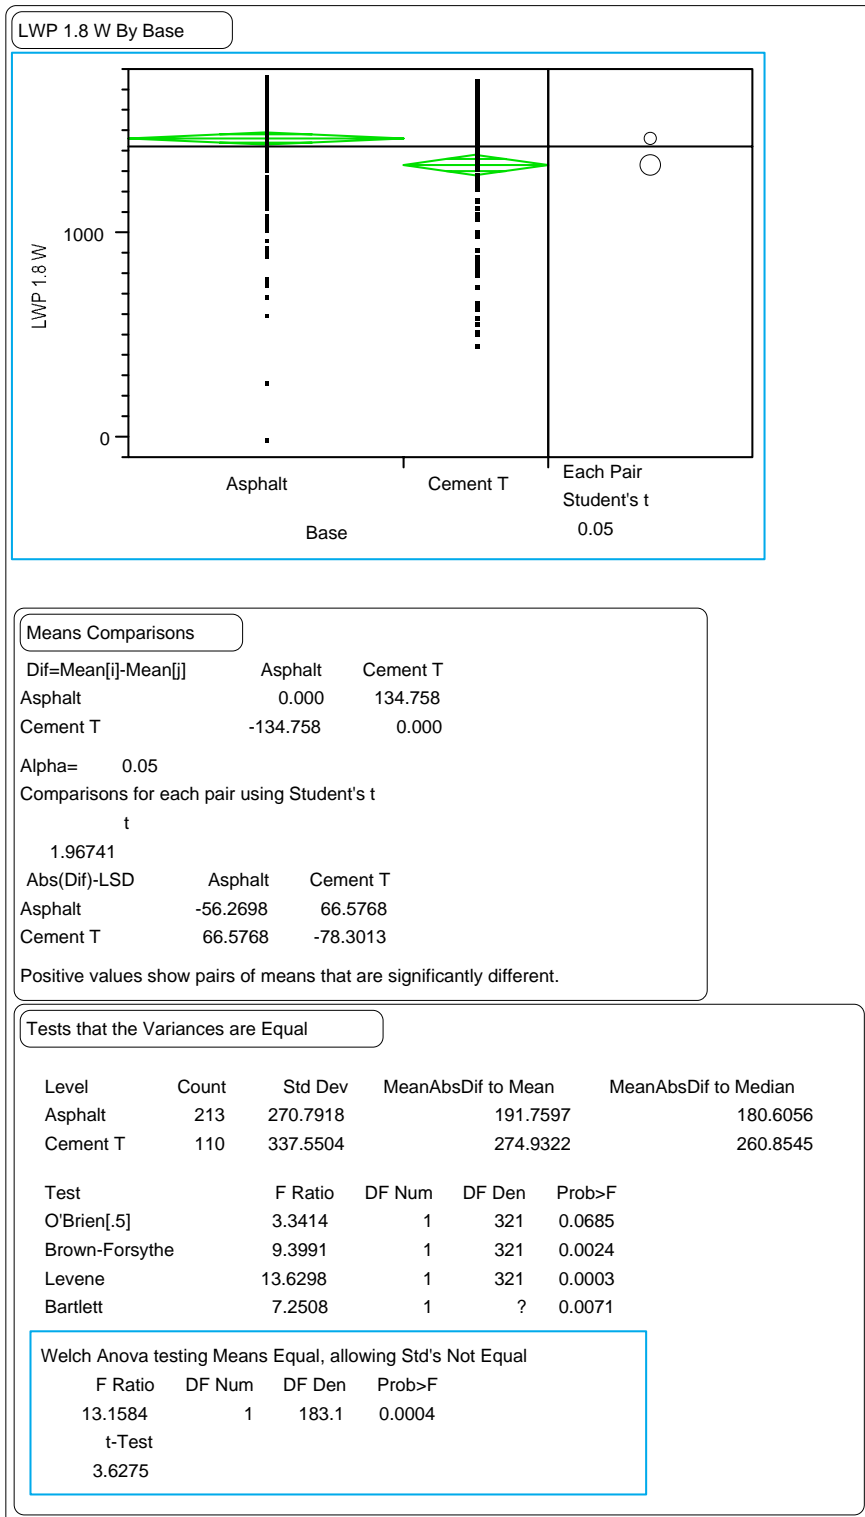 LWP 1.8 W By Base
LWP 1.8 W
1000
0
Asphalt Cement T
Each Pair
Student's t
0.05
Base
Means Comparisons
Dif=Mean[i]-Mean[j] Asphalt Cement T
Asphalt 0.000 134.758
Cement T -134.758 0.000
Alpha= 0.05
Comparisons for each pair using Student's t
t
1.96741
Abs(Dif)-LSD Asphalt Cement T
Asphalt -56.2698 66.5768
Cement T 66.5768 -78.3013
Positive values show pairs of means that are significantly different.
Tests that the Variances are Equal
Level Count Std Dev MeanAbsDif to Mean MeanAbsDif to Median
Asphalt 213 270.7918 191.7597 180.6056
Cement T 110 337.5504 274.9322 260.8545
Test F Ratio DF Num DF Den Prob>F
O'Brien[.5] 3.3414 1 321 0.0685
Brown-Forsythe 9.3991 1 321 0.0024
Levene 13.6298 1 321 0.0003
Bartlett 7.2508 1 ? 0.0071
Welch Anova testing Means Equal, allowing Std's Not Equal
F Ratio DF Num DF Den Prob>F
13.1584 1 183.1 0.0004
t-Test
3.6275